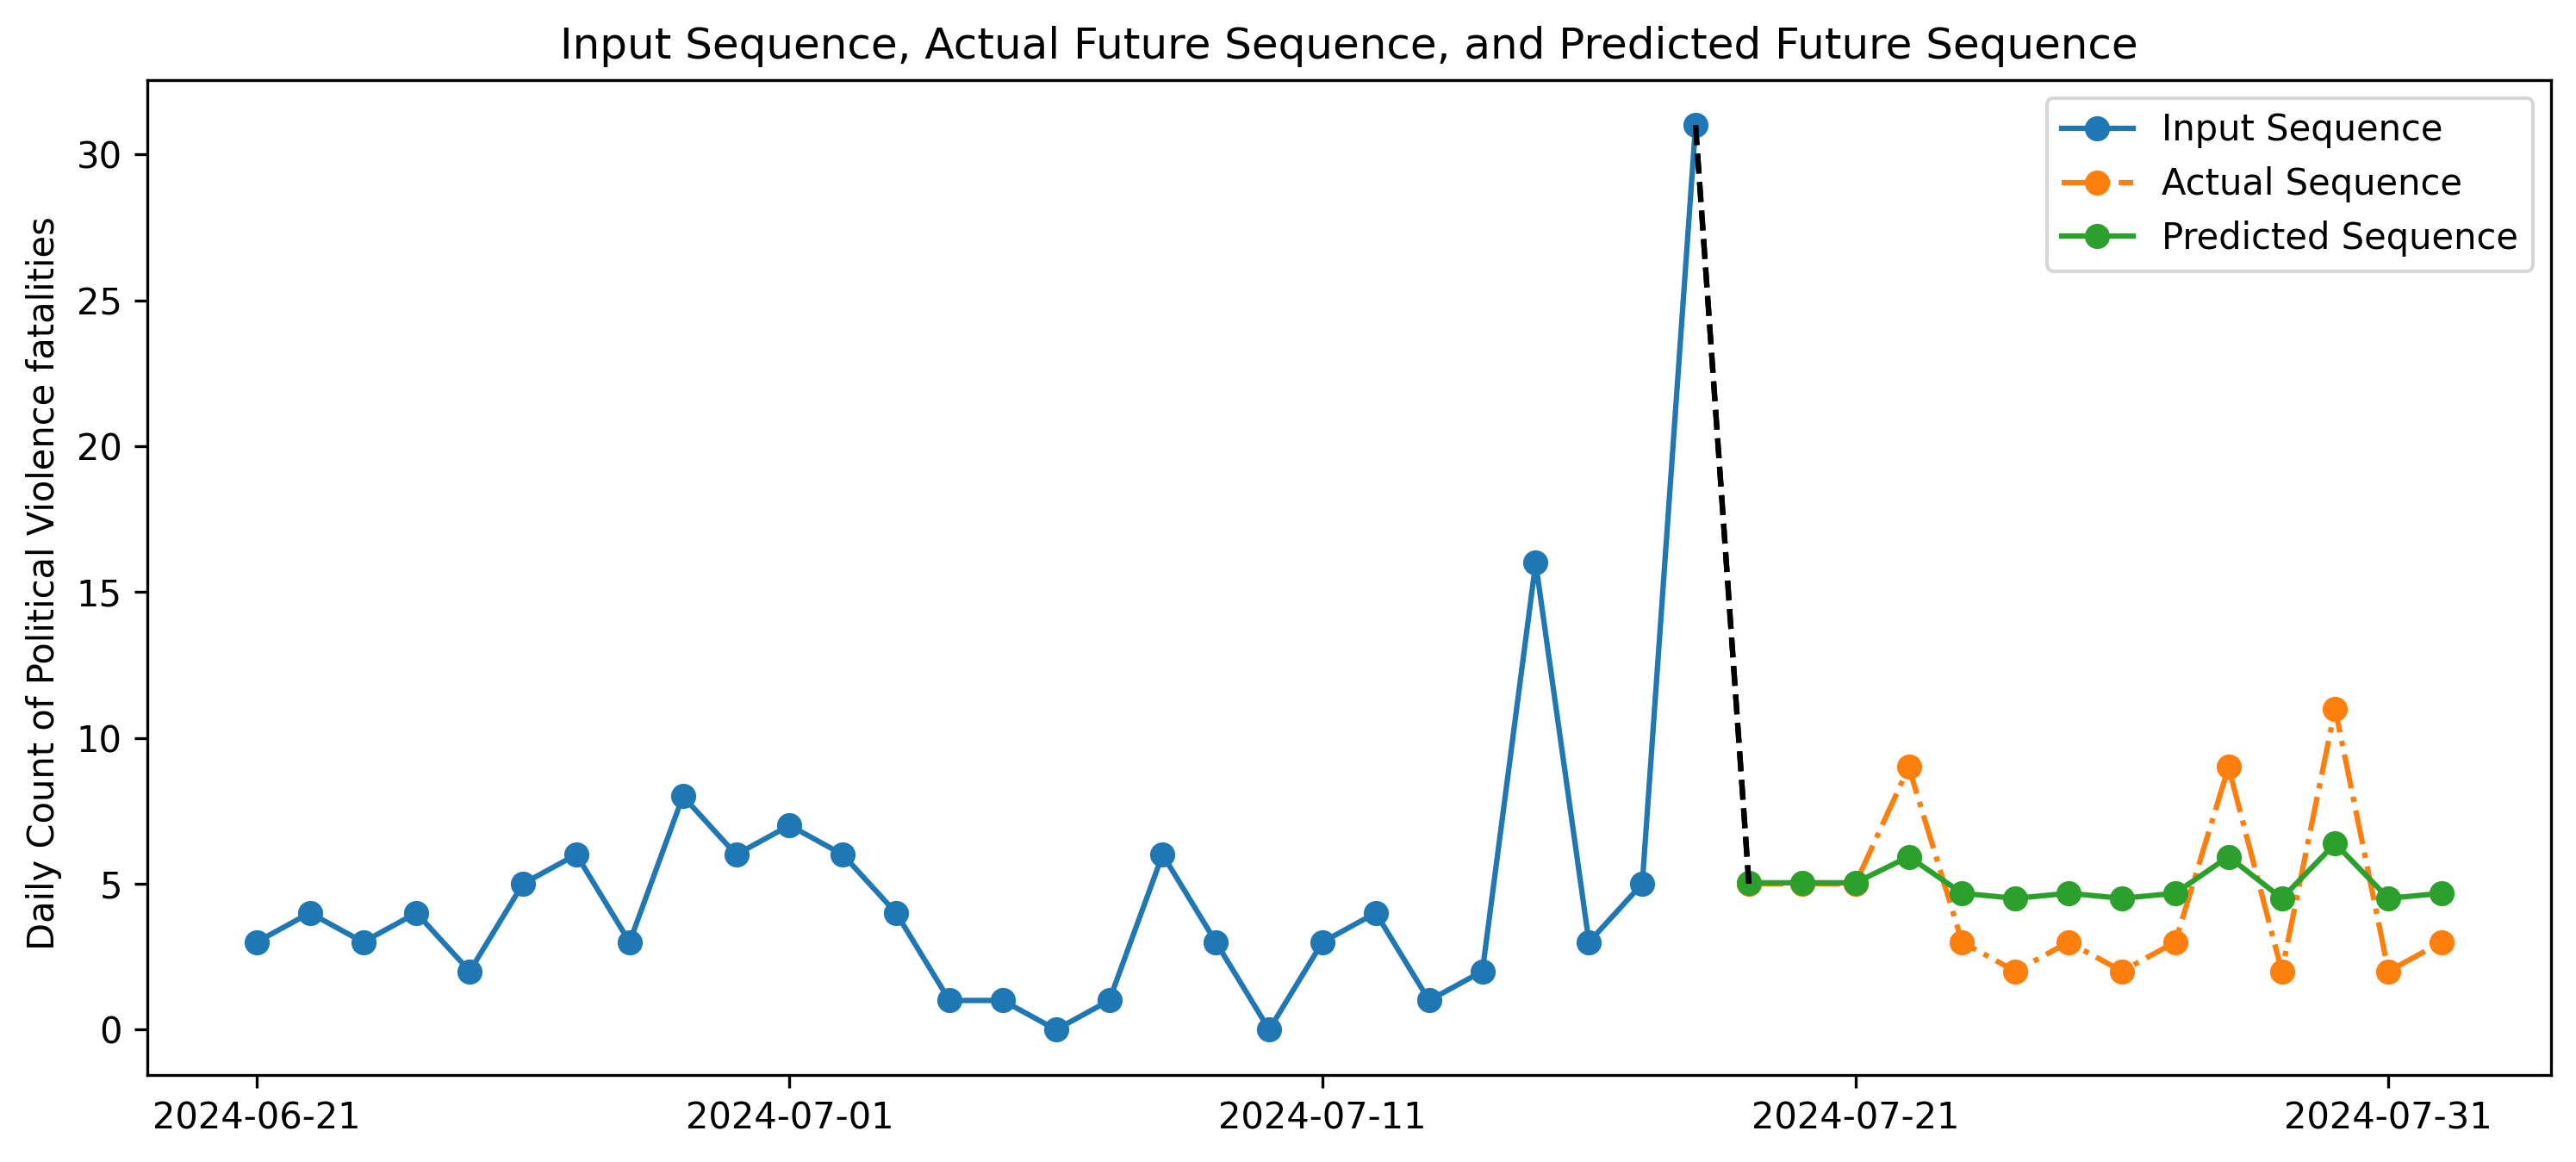 Input Sequence, Actual Future Sequence, and Predicted Future Sequence
Daily Count of Political Violence fatalities
30
25
20
15
10
5
0
2024-06-21
2024-07-01
2024-07-11
2024-07-21
2024-07-31
Input Sequence
Actual Sequence
Predicted Sequence